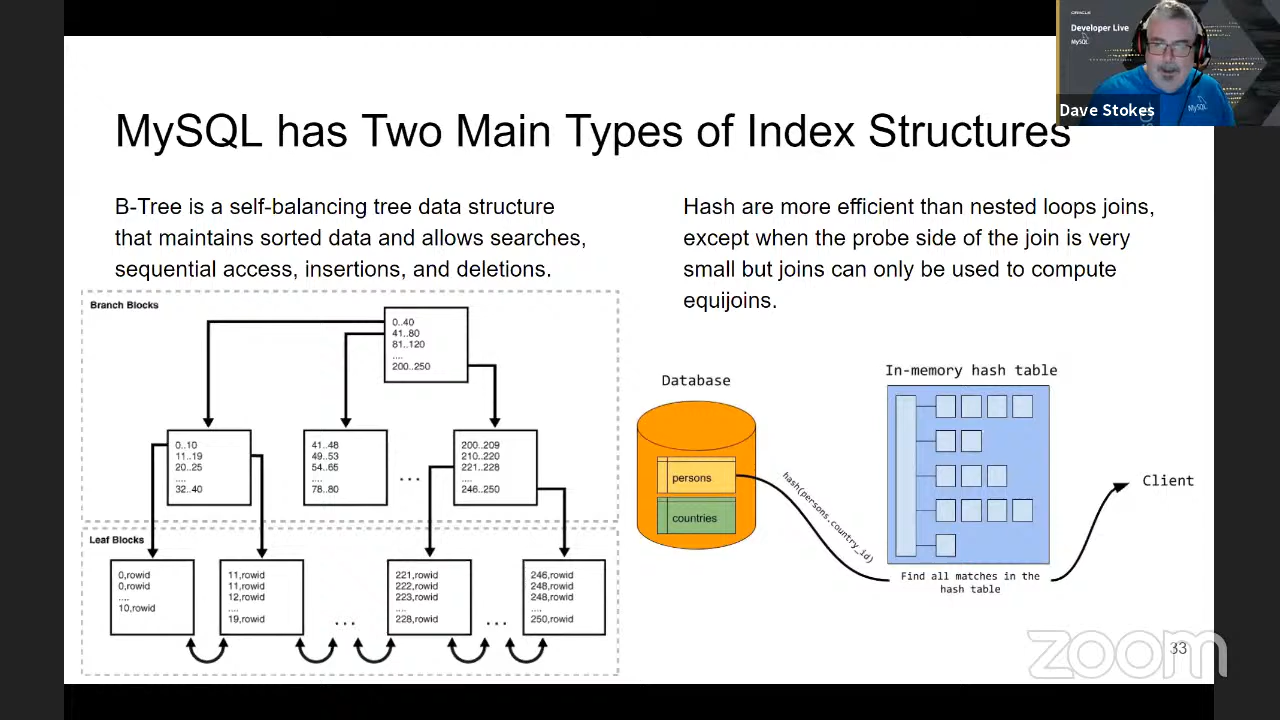 ORACLE
Developer Live
MySQL
MySQL
Dave Stokes
MySQL has Two Main Types of Index Structures
B-Tree is a self-balancing tree data structure
that maintains sorted data and allows searches,
sequential access, insertions, and deletions.
Branch Blocks
0..40
41..80
81..120
....
200..250
0..10
11..19
20..25
....
32..40
41..48
49..53
54..65
....
78..80
...
200..209
210..220
221..228
....
246..250
Leaf Blocks
0,rowid
0,rowid
....
10,rowid
11,rowid
11,rowid
12,rowid
....
19,rowid
...
221,rowid
222,rowid
223,rowid
....
228,rowid
...
246,rowid
248,rowid
248,rowid
....
250,rowid
Hash are more efficient than nested loops joins,
except when the probe side of the join is very
small but joins can only be used to compute
equijoins.
Database
persons
countries
hash(persons.country_id)
In-memory hash table
Find all matches in the
hash table
Client
zoom
33